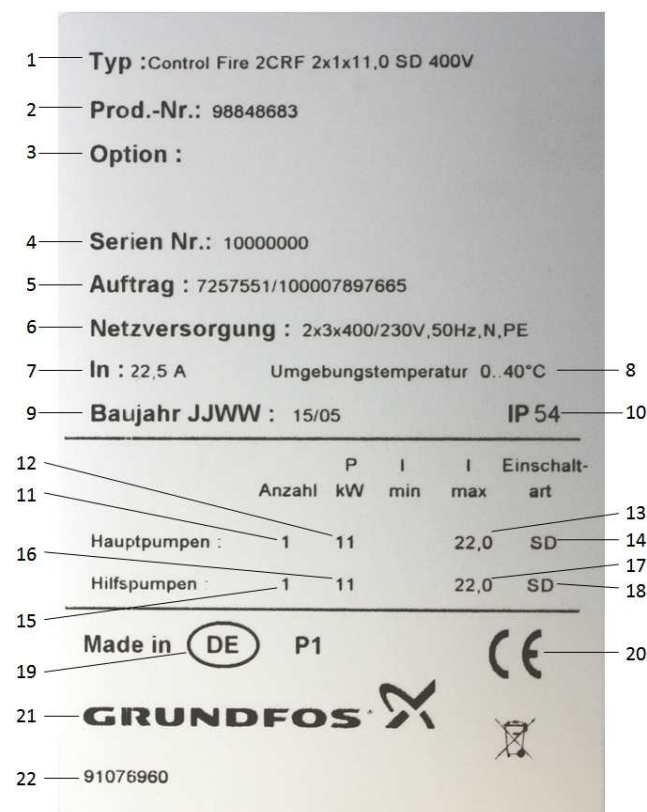 1 Typ :Control Fire 2CRF 2x1x11,0 SD 400V
2 Prod.-Nr.: 98848683
3 Option :
4 Serien Nr.: 10000000
5 Auftrag : 7257551/100007897665
6 Netzversorgung : 2x3x400/230V,50Hz,N,PE
7 In : 22,5 A Umgebungstemperatur 0..40°C 8
9 Baujahr JJWW : 15/05 IP 54 10
12 P I I Einschalt-
11 Anzahl kW min max art
13
Hauptpumpen : 1 11 22,0 SD 14
16 17
Hilfspumpen : 1 11 22,0 SD 18
15
Made in DE P1 CE 20
19
21 GRUNDFOS
22 91076960